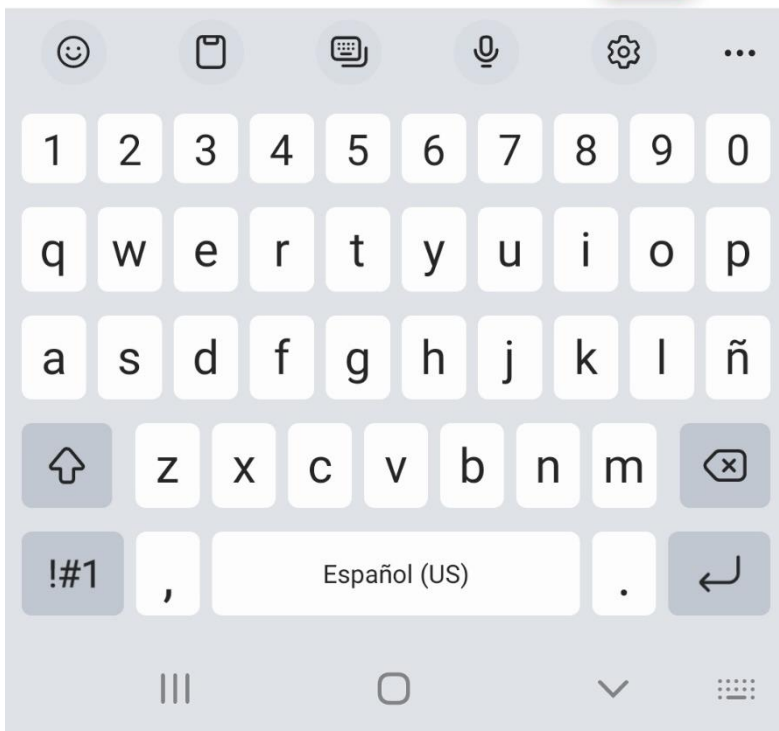 1 2 3 4 5 6 7 8 9 0
q w e r t y u i o p
a s d f g h j k l ñ
z x c v b n m
!#1 , Español (US) .